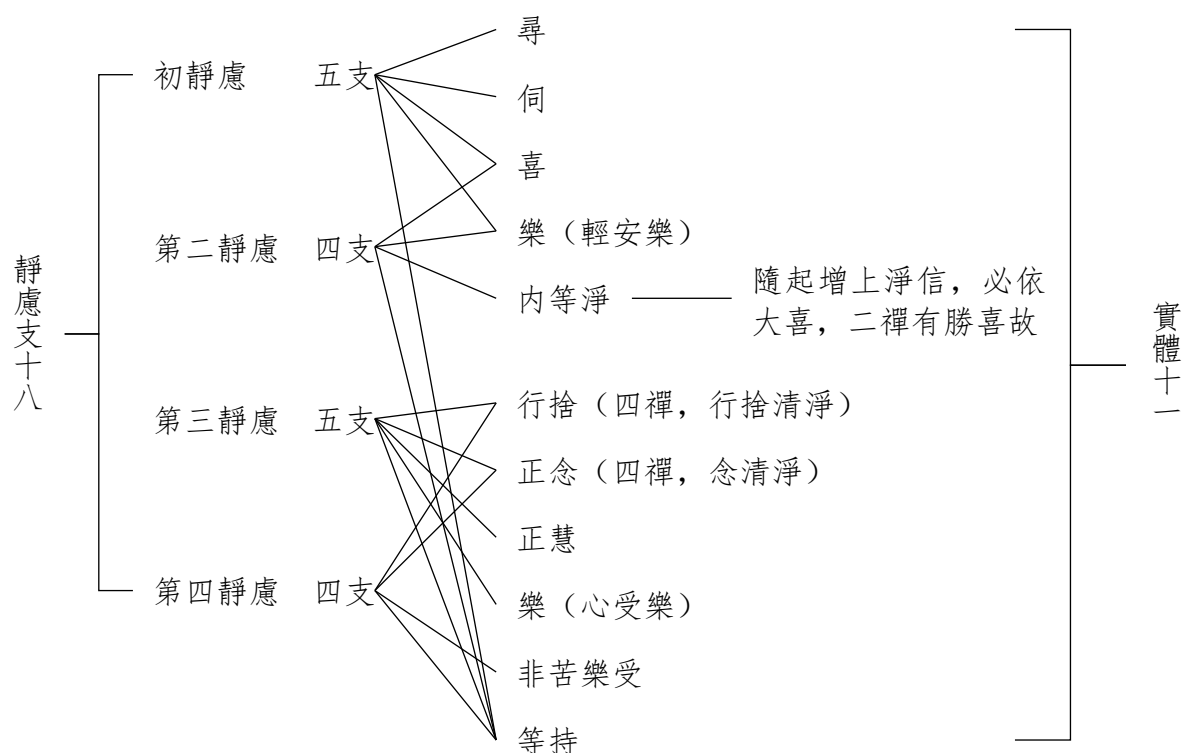 靜慮支十八
初靜慮 五支
第二靜慮 四支
第三靜慮 五支
第四靜慮 四支
尋
伺
喜
樂（輕安樂）
内等淨
隨起增上淨信，必依
大喜，二禪有勝喜故
行捨（四禪，行捨清淨）
正念（四禪，念清淨）
正慧
樂（心受樂）
非苦樂受
等持
實體十一